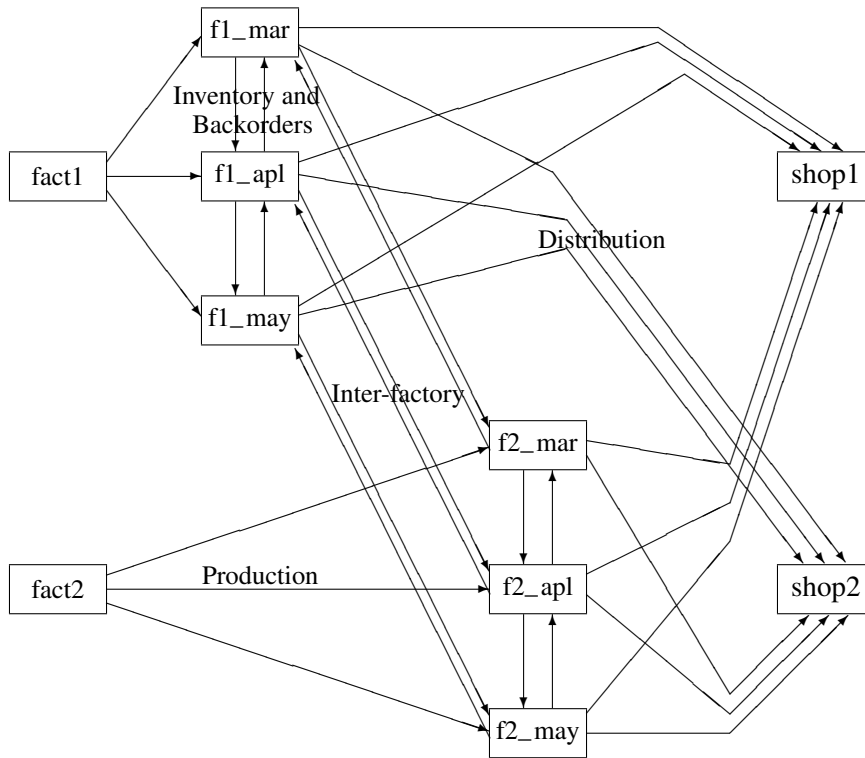 f1_mar
Inventory and
Backorders
fact1
f1_apl
shop1
Distribution
f1_may
Inter-factory
f2_mar
fact2
Production
f2_apl
shop2
f2_may